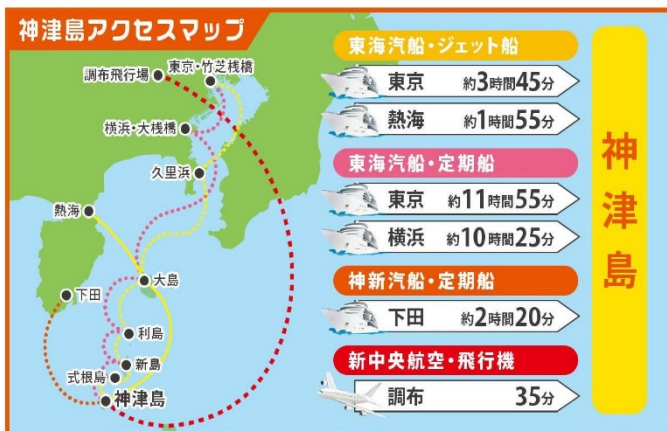 神津島アクセスマップ
調布飛行場
東京・竹芝桟橋
横浜・大桟橋
久里浜
熱海
大島
下田
利島
新島
式根島
神津島
東海汽船・ジェット船
東京 約3時間45分
熱海 約1時間55分
東海汽船・定期船
東京 約11時間55分
横浜 約10時間25分
神新汽船・定期船
下田 約2時間20分
新中央航空・飛行機
調布 35分
神津島